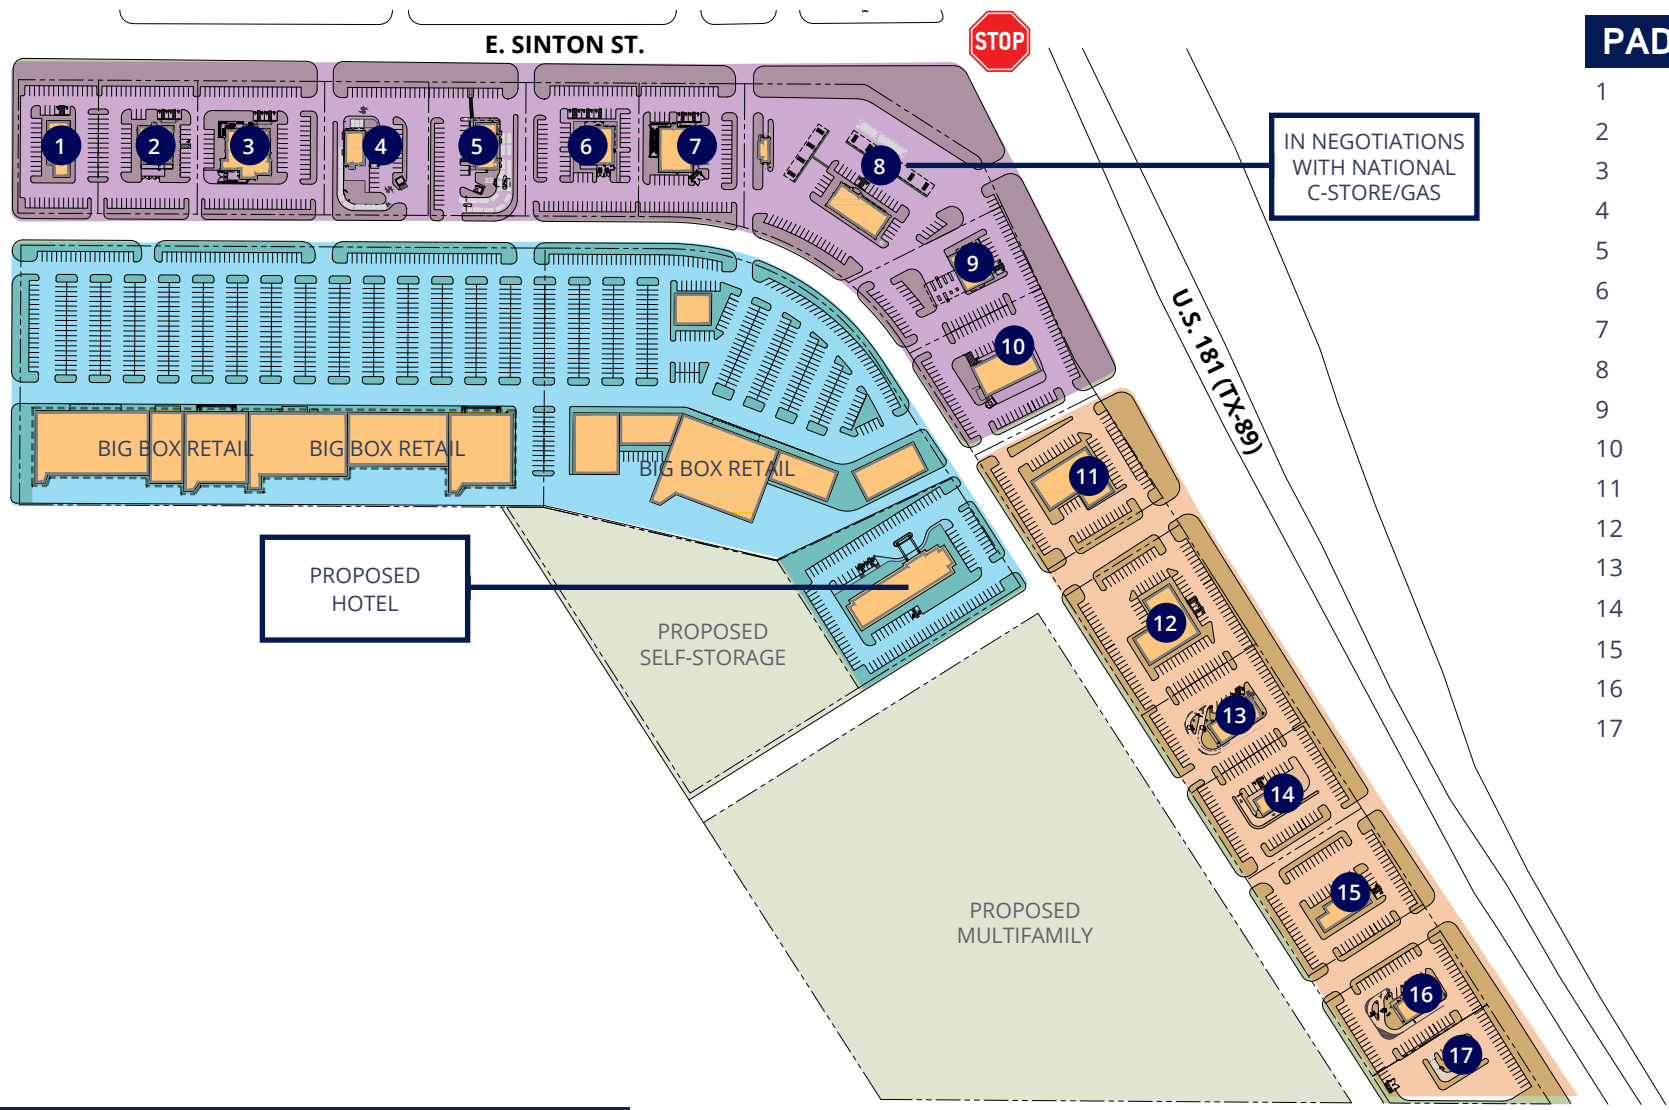 E. SINTON ST.
STOP
PAD
1
2
3
4
5
6
7
8
9
10
11
12
13
14
15
16
17
1
2
3
4
5
6
7
8
IN NEGOTIATIONS
WITH NATIONAL
C-STORE/GAS
9
10
U.S. 181 (TX-89)
BIG BOX RETAIL
BIG BOX RETAIL
BIG BOX RETAIL
11
PROPOSED
HOTEL
12
PROPOSED
SELF-STORAGE
13
14
15
PROPOSED
MULTIFAMILY
16
17